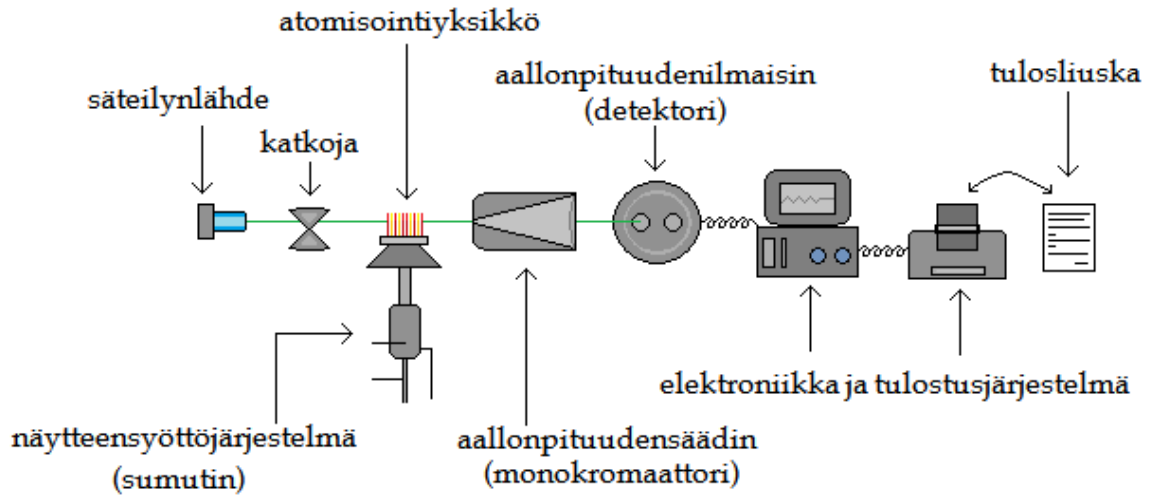 atomisointiyksikkö
säteilynlähde
katkoja
aallonpituudenilmaisin
(detektori)
tulosliuska
näytteensyöttöjärjestelmä
(sumutin)
aallonpituudensäädin
(monokromaattori)
elektroniikka ja tulostusjärjestelmä